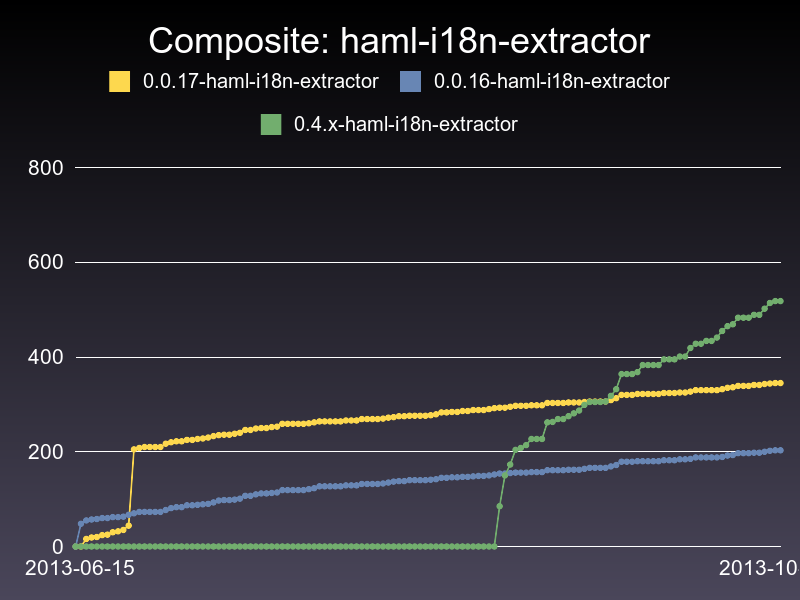 Composite: haml-i18n-extractor
0.0.17-haml-i18n-extractor 0.0.16-haml-i18n-extractor
0.4.x-haml-i18n-extractor
800
600
400
200
0
2013-06-15 2013-10-